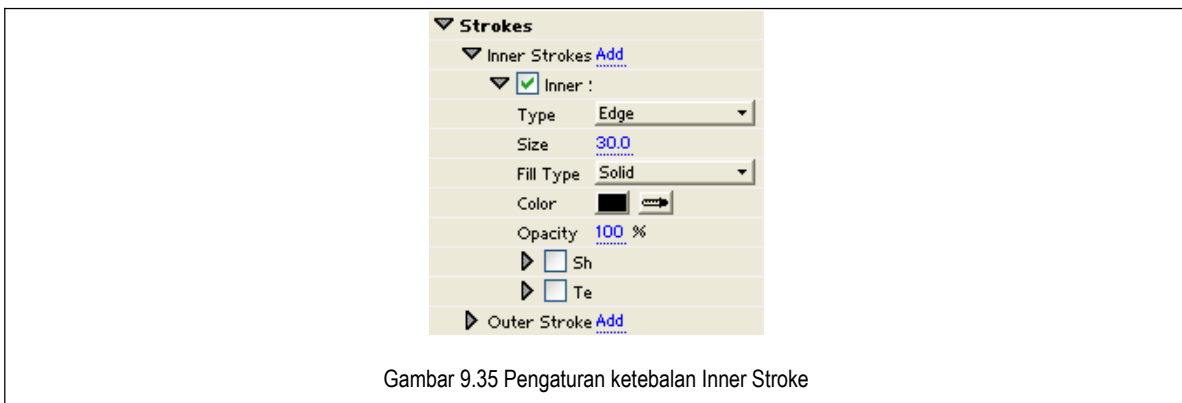 Strokes
Inner Strokes Add
Inner :
Type Edge
Size 30.0
Fill Type Solid
Color
Opacity 100 %
Sh
Te
Outer Stroke Add
Gambar 9.35 Pengaturan ketebalan Inner Stroke